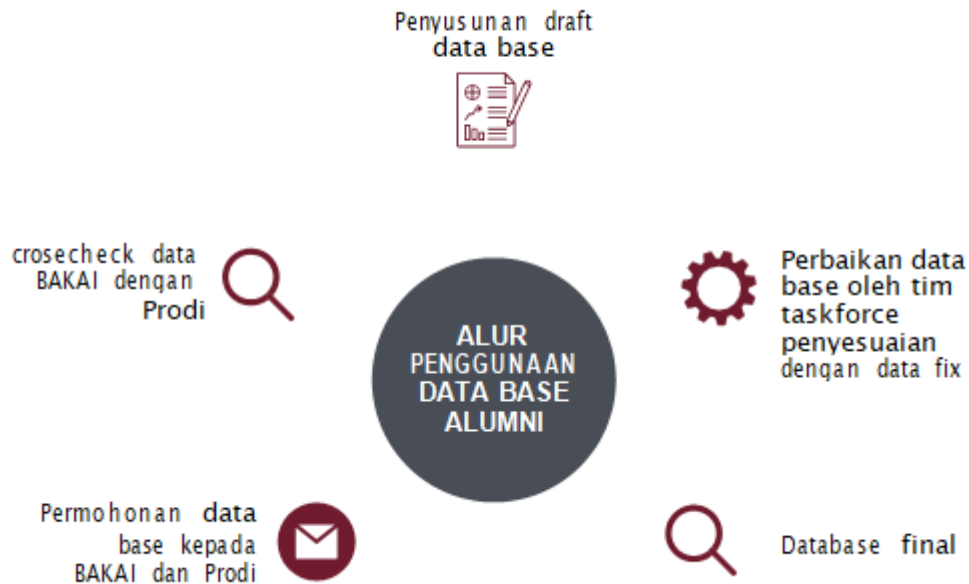 Penyusunan draft
data base
crosecheck data
BAKAI dengan
Prodi
Perbaikan data
base oleh tim
taskforce
penyesuaian
dengan data fix
ALUR
PENGGUNAAN
DATA BASE
ALUMNI
Permohonan data
base kepada
BAKAI dan Prodi
Database final